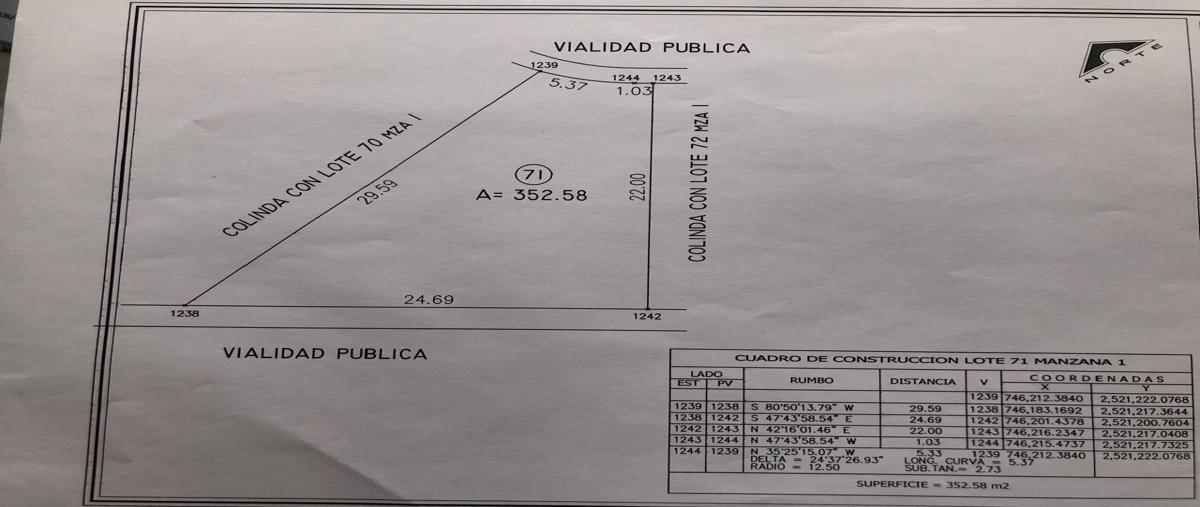 VIALIDAD PUBLICA
NORTE
1239
1244 1243
5.37
1.03
COLINDA CON LOTE 70 MZA I
29.59
71
A= 352.58
22.00
COLINDA CON LOTE 72 MZA I
24.69
1238
1242
VIALIDAD PUBLICA
CUADRO DE CONSTRUCCION LOTE 71 MANZANA 1
LADO RUMBO DISTANCIA V COORDENADAS
EST PV X Y
1239 746,212.3840 2,521,222.0768
1239 1238 S 80°50'13.79" W 29.59 1238 746,183.1692 2,521,217.3644
1238 1242 S 47°43'58.54" E 24.69 1242 746,201.4378 2,521,200.7604
1242 1243 N 42°16'01.46" E 22.00 1243 746,216.2347 2,521,217.0408
1243 1244 N 47°43'58.54" W 1.03 1244 746,215.4737 2,521,217.7325
1244 1239 N 35°25'15.07" W 5.33 1239 746,212.3840 2,521,222.0768
DELTA = 24°37'26.93" LONG. CURVA = 5.37
RADIO = 12.50 SUB.TAN.= 2.73
SUPERFICIE = 352.58 m2